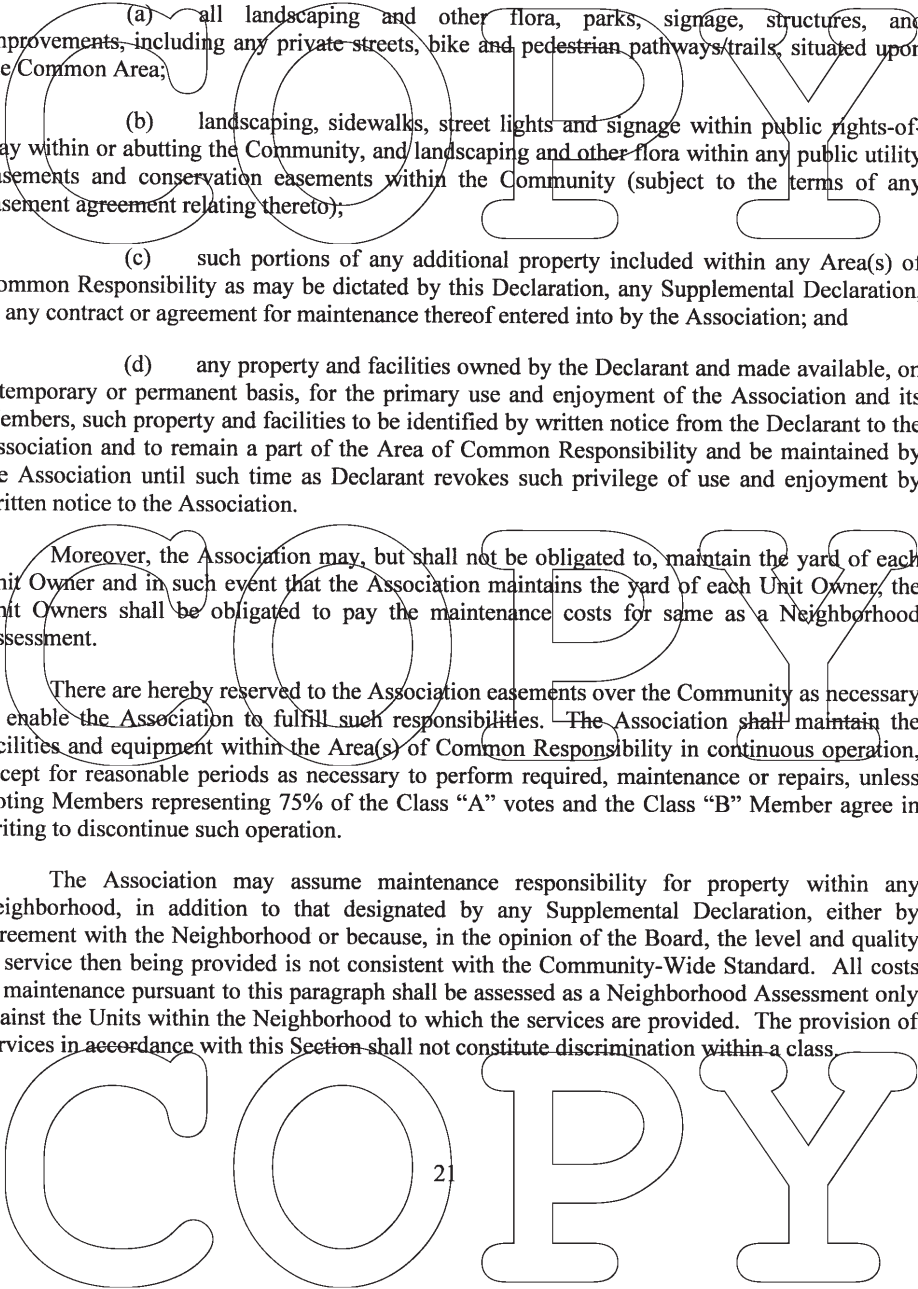 (a) all landscaping and other flora, parks, signage, structures, and
nprovements, including any private streets, bike and pedestrian pathways/trails, situated upon
e Common Area;
(b) landscaping, sidewalks, street lights and signage within public rights-of-
ay within or abutting the Community, and landscaping and other flora within any public utility
sements and conservation easements within the Community (subject to the terms of any
sement agreement relating thereto);
COPY
(c) such portions of any additional property included within any Area(s) of
ommon Responsibility as may be dictated by this Declaration, any Supplemental Declaration,
any contract or agreement for maintenance thereof entered into by the Association; and
(d) any property and facilities owned by the Declarant and made available, on
temporary or permanent basis, for the primary use and enjoyment of the Association and its
embers, such property and facilities to be identified by written notice from the Declarant to the
ssociation and to remain a part of the Area of Common Responsibility and be maintained by
e Association until such time as Declarant revokes such privilege of use and enjoyment by
ritten notice to the Association.
Moreover, the Association may, but shall not be obligated to, maintain the yard of each
nit Owner and in such event that the Association maintains the yard of each Unit Owner, the
nit Owners shall be obligated to pay the maintenance costs for same as a Neighborhood
ssessment.
COPY
There are hereby reserved to the Association easements over the Community as necessary
enable the Association to fulfill such responsibilities. The Association shall maintain the
cilities and equipment within the Area(s) of Common Responsibility in continuous operation,
cept for reasonable periods as necessary to perform required, maintenance or repairs, unless
oting Members representing 75% of the Class “A” votes and the Class “B” Member agree in
riting to discontinue such operation.
The Association may assume maintenance responsibility for property within any
eighborhood, in addition to that designated by any Supplemental Declaration, either by
reement with the Neighborhood or because, in the opinion of the Board, the level and quality
service then being provided is not consistent with the Community-Wide Standard. All costs
maintenance pursuant to this paragraph shall be assessed as a Neighborhood Assessment only
ainst the Units within the Neighborhood to which the services are provided. The provision of
rvices in accordance with this Section shall not constitute discrimination within a class.
COPY
21